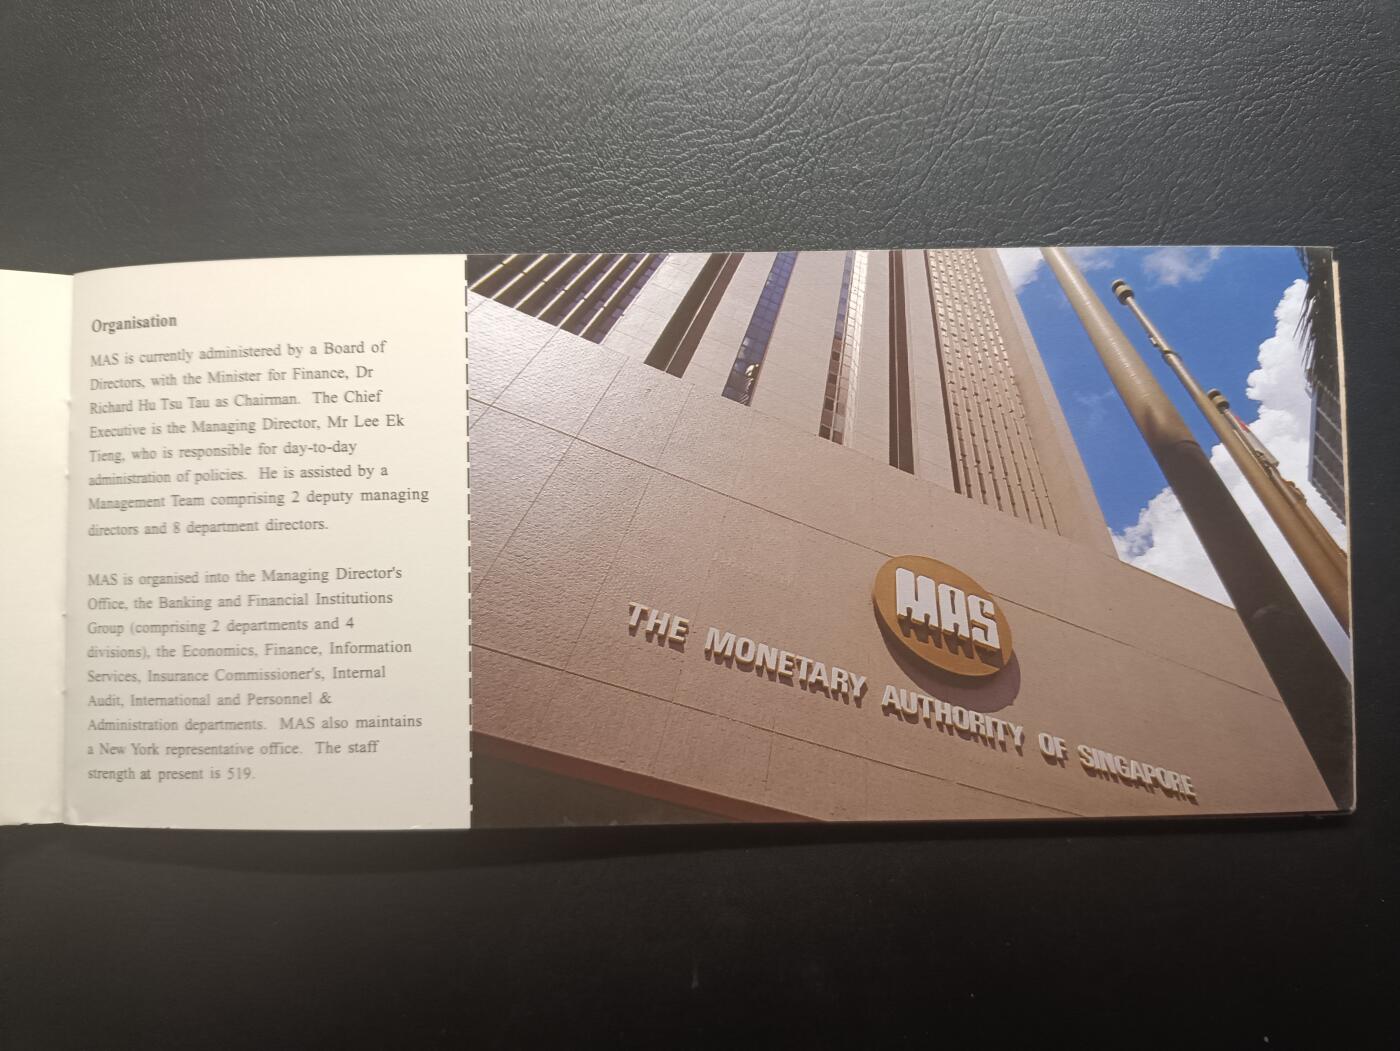 Organisation
MAS is currently administered by a Board of
Directors, with the Minister for Finance, Dr
Richard Hu Tsu Tau as Chairman. The Chief
Executive is the Managing Director, Mr Lee Ek
Tieng, who is responsible for day-to-day
administration of policies. He is assisted by a
Management Team comprising 2 deputy managing
directors and 8 department directors.
MAS is organised into the Managing Director's
Office, the Banking and Financial Institutions
Group (comprising 2 departments and 4
divisions), the Economics, Finance, Information
Services, Insurance Commissioner's, Internal
Audit, International and Personnel &
Administration departments. MAS also maintains
a New York representative office. The staff
strength at present is 519.
MAS
THE MONETARY AUTHORITY OF SINGAPORE